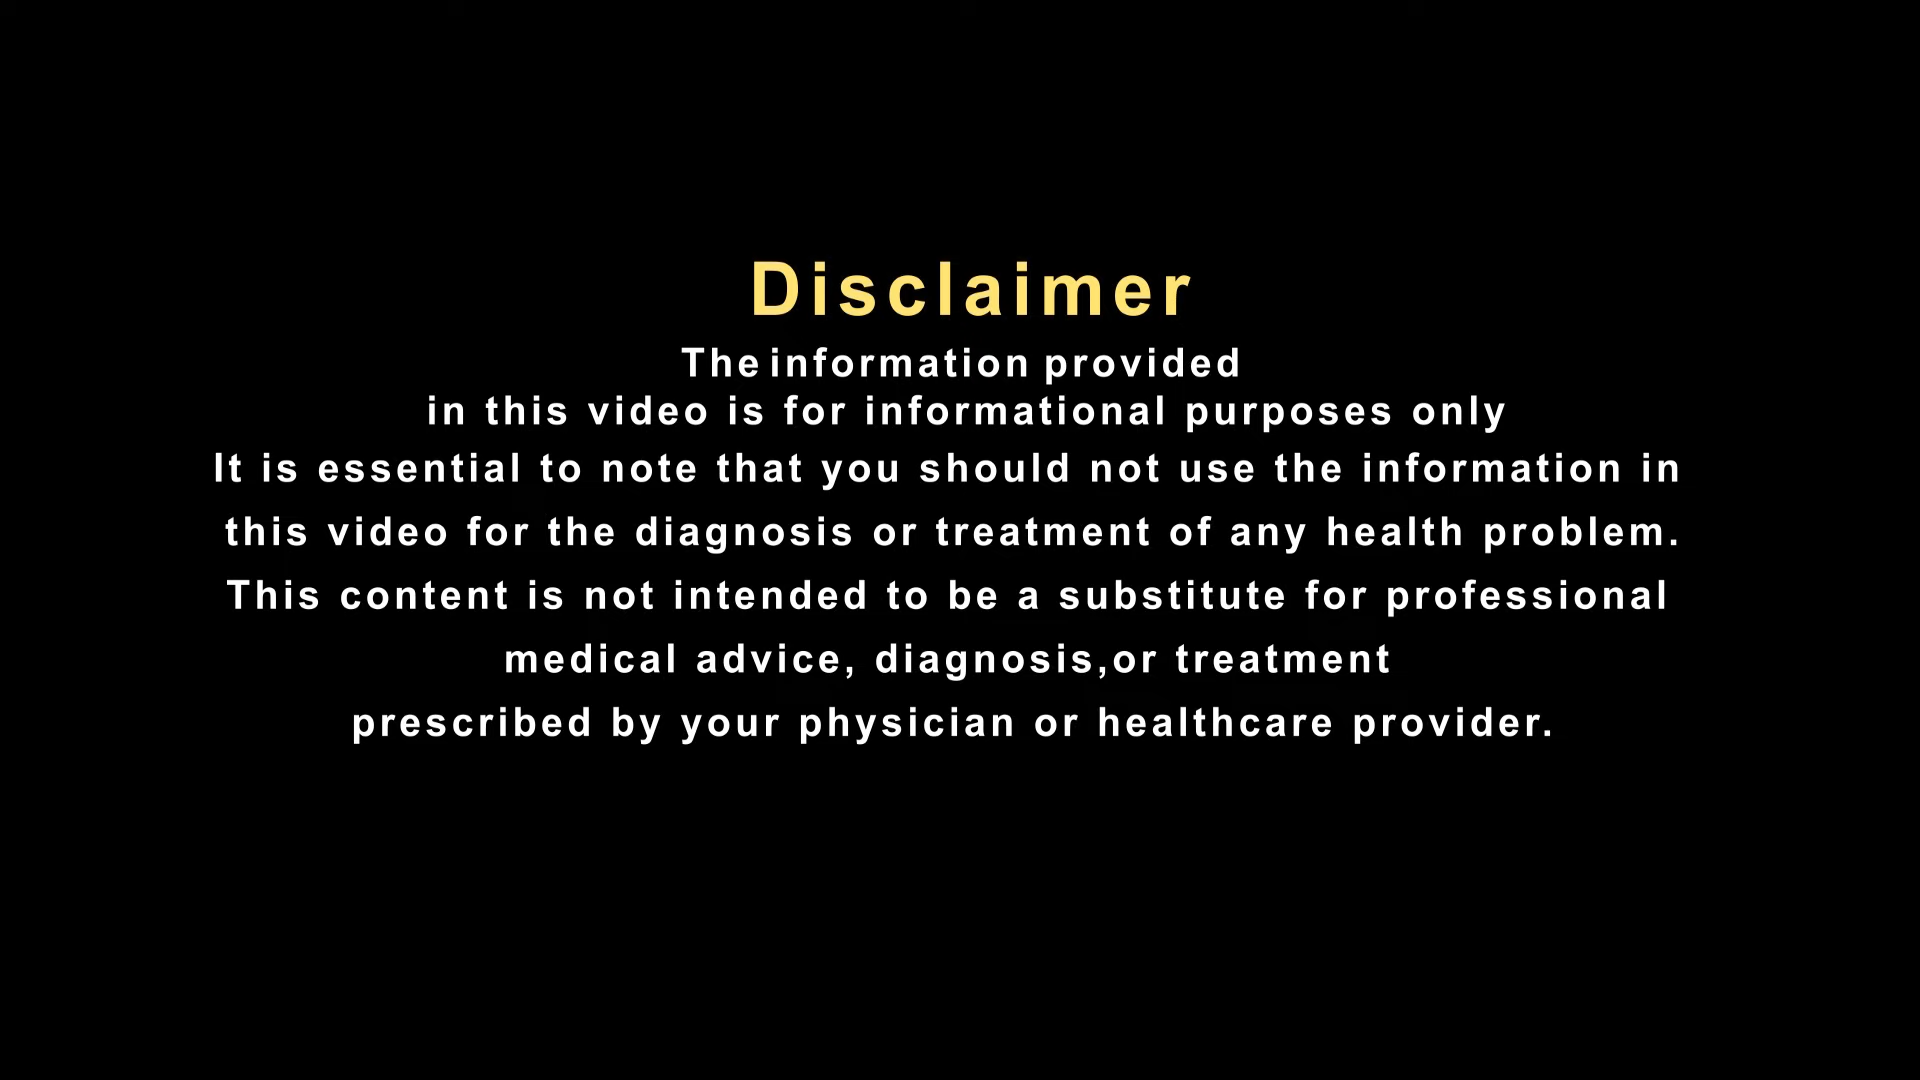 Disclaimer
The information provided
in this video is for informational purposes only
It is essential to note that you should not use the information in
this video for the diagnosis or treatment of any health problem.
This content is not intended to be a substitute for professional
medical advice, diagnosis,or treatment
prescribed by your physician or healthcare provider.